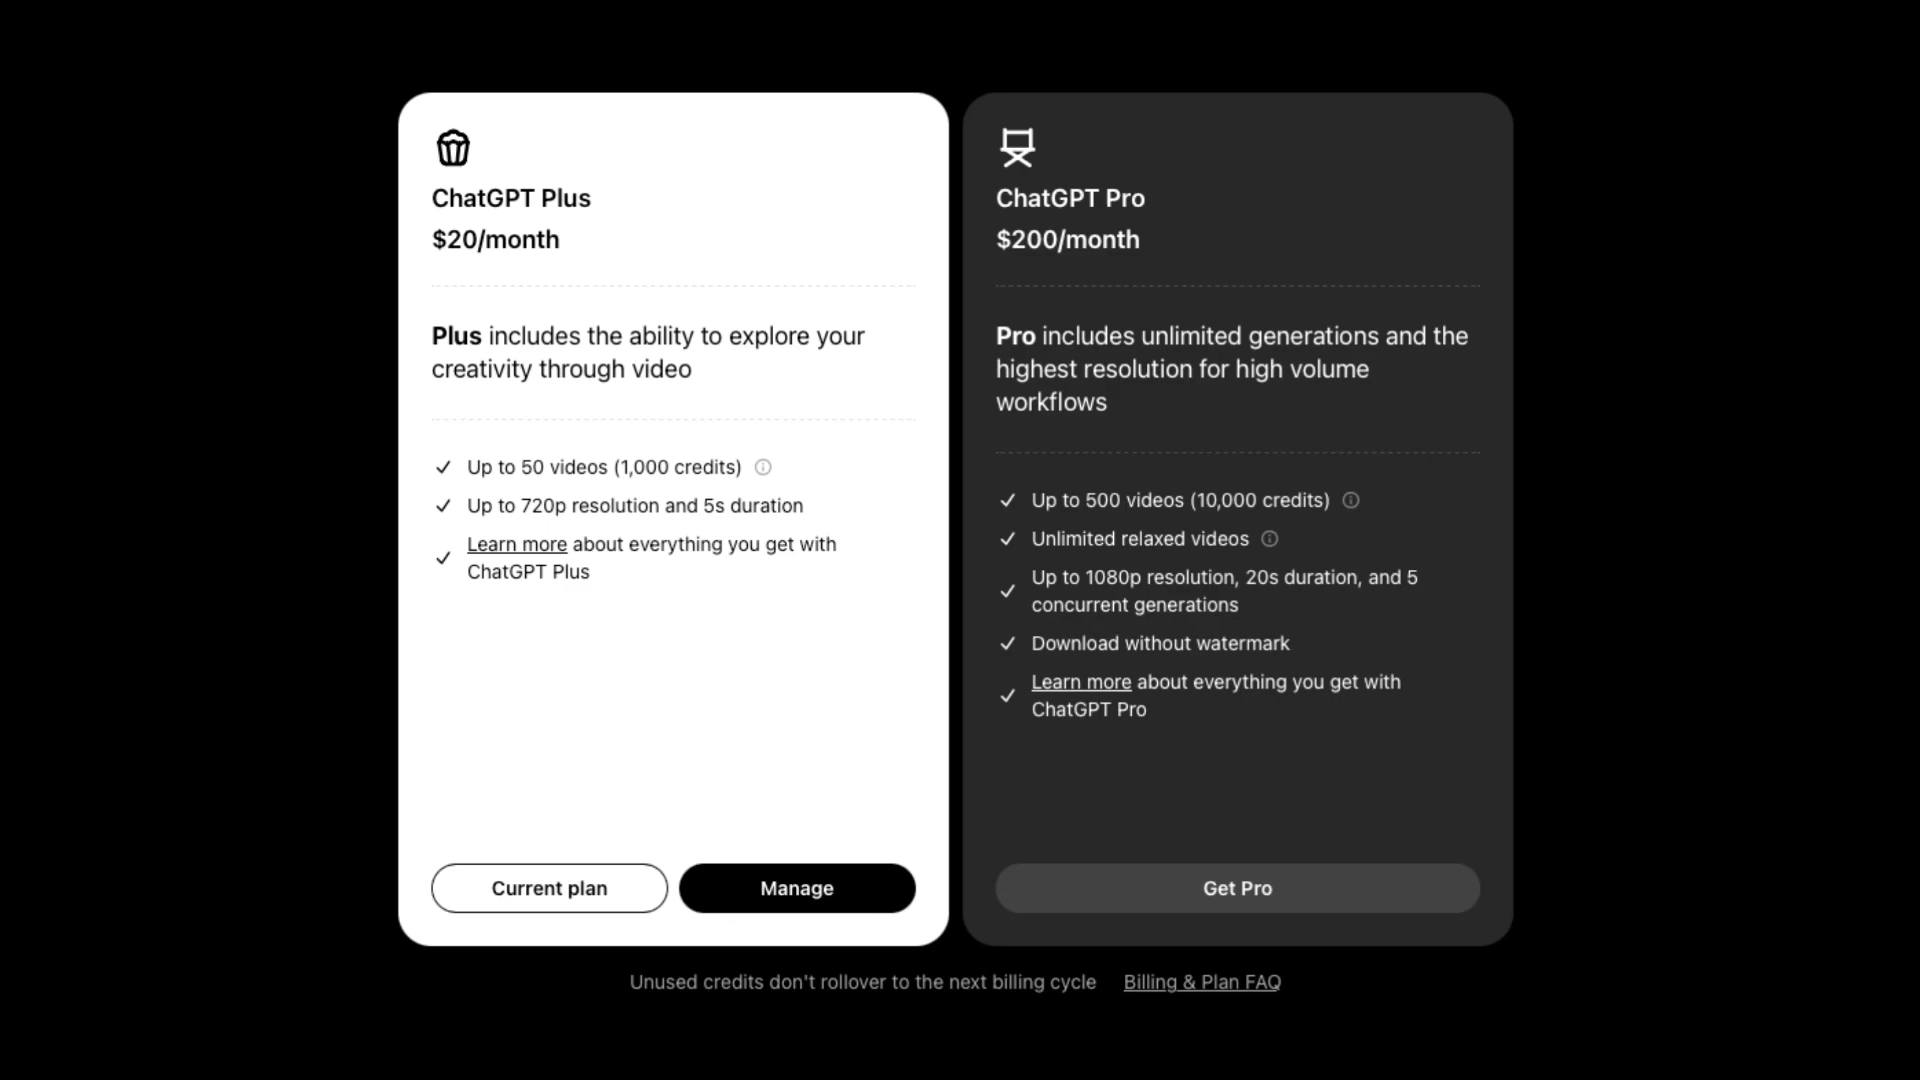 ChatGPT Plus
$20/month
Plus includes the ability to explore your
creativity through video
Up to 50 videos (1,000 credits)
Up to 720p resolution and 5s duration
Learn more about everything you get with
ChatGPT Plus
Current plan
Manage
ChatGPT Pro
$200/month
Pro includes unlimited generations and the
highest resolution for high volume
workflows
Up to 500 videos (10,000 credits)
Unlimited relaxed videos
Up to 1080p resolution, 20s duration, and 5
concurrent generations
Download without watermark
Learn more about everything you get with
ChatGPT Pro
Get Pro
Unused credits don't rollover to the next billing cycle
Billing & Plan FAQ